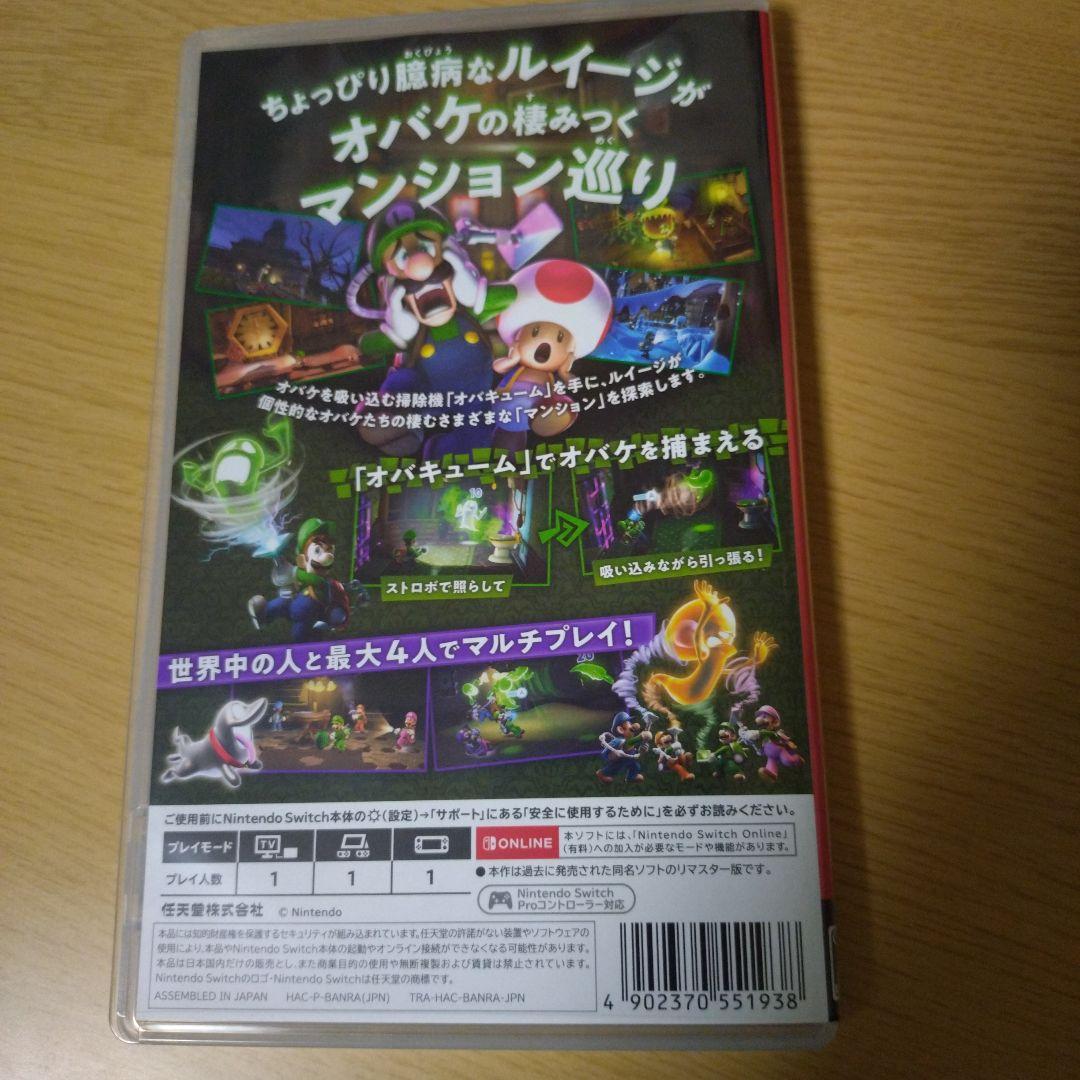 ちょっぴり臆病なルイージが
おくびょう
オバケの棲みつく
す
マンション巡り
めぐ
オバケを吸い込む掃除機「オバキューム」を手に、ルイージが
個性的なオバケたちの棲むさまざまな「マンション」を探索します。
「オバキューム」でオバケを捕まえる
10
ストロボで照らして
吸い込みながら引っ張る!
世界中の人と最大4人でマルチプレイ!
20
ご使用前にNintendo Switch本体の(設定)→「サポート」にある「安全に使用するために」を必ずお読みください。
プレイモード
TV
プレイ人数 1 1 1
ONLINE
本ソフトには、「Nintendo Switch Online」
(有料)への加入が必要なモードや機能があります。
●本作は過去に発売された同名ソフトのリマスター版です。
Nintendo Switch
Proコントローラー対応
任天堂株式会社 © Nintendo
本品には知的財産権を保護するセキュリティが組み込まれています。任天堂の許諾がない装置やソフトウェアの
使用により、本品やNintendo Switch本体の起動やオンライン接続ができなくなる可能性があります。
本品は日本国内だけの販売とし、また商業目的の使用や無断複製および賃貸は禁止されています。
Nintendo Switchのロゴ・Nintendo Switchは任天堂の商標です。
ASSEMBLED IN JAPAN HAC-P-BANRA(JPN) TRA-HAC-BANRA-JPN
4 902370 551938